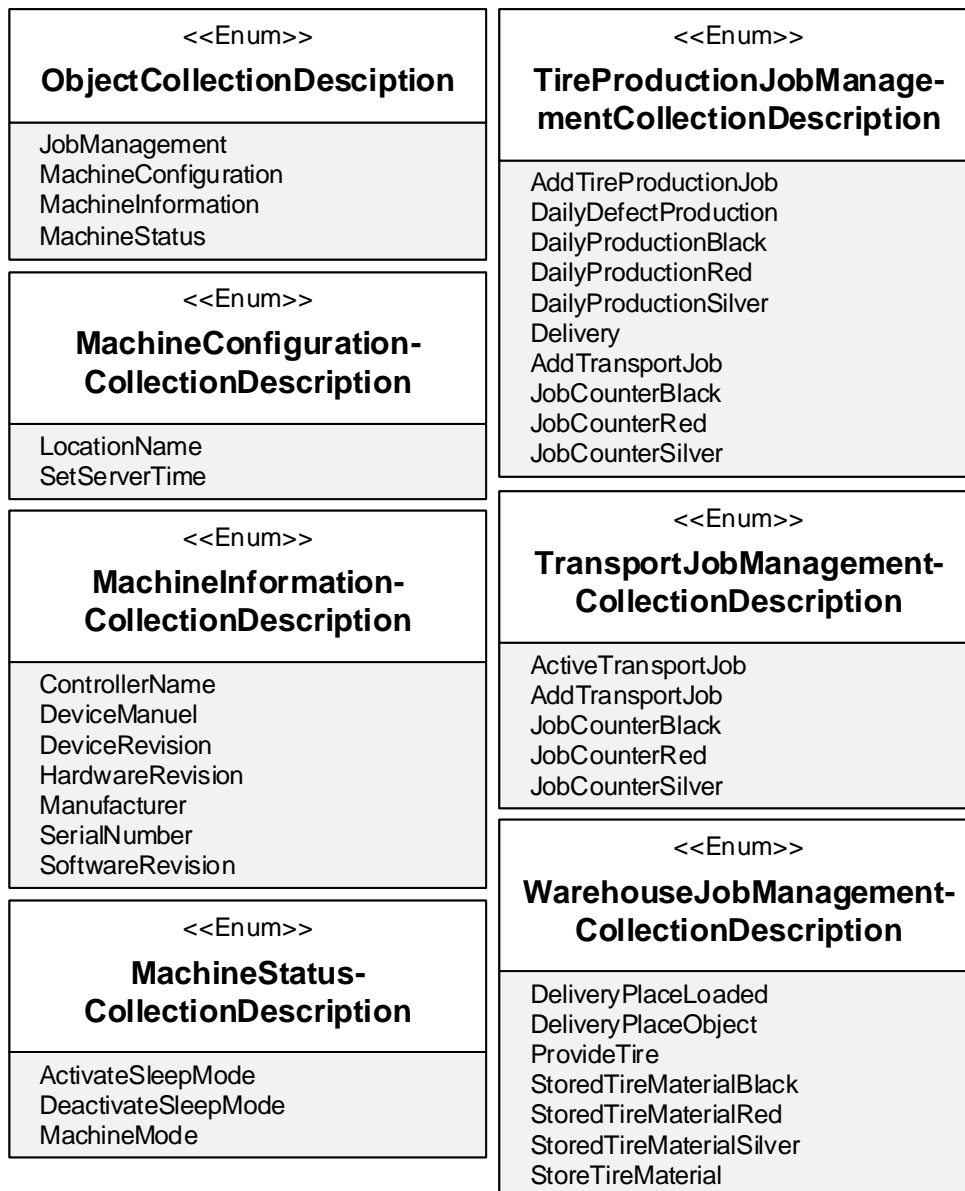 <<Enum>>
ObjectCollectionDesciption
JobManagement
MachineConfiguration
MachineInformation
MachineStatus
<<Enum>>
MachineConfiguration-
CollectionDescription
LocationName
SetServerTime
<<Enum>>
MachineInformation-
CollectionDescription
ControllerName
DeviceManuel
DeviceRevision
HardwareRevision
Manufacturer
SerialNumber
SoftwareRevision
<<Enum>>
MachineStatus-
CollectionDescription
ActivateSleepMode
DeactivateSleepMode
MachineMode
<<Enum>>
TireProductionJobManage-
mentCollectionDescription
AddTireProductionJob
DailyDefectProduction
DailyProductionBlack
DailyProductionRed
DailyProductionSilver
Delivery
AddTransportJob
JobCounterBlack
JobCounterRed
JobCounterSilver
<<Enum>>
TransportJobManagement-
CollectionDescription
ActiveTransportJob
AddTransportJob
JobCounterBlack
JobCounterRed
JobCounterSilver
<<Enum>>
WarehouseJobManagement-
CollectionDescription
DeliveryPlaceLoaded
DeliveryPlaceObject
ProvideTire
StoredTireMaterialBlack
StoredTireMaterialRed
StoredTireMaterialSilver
StoreTireMaterial